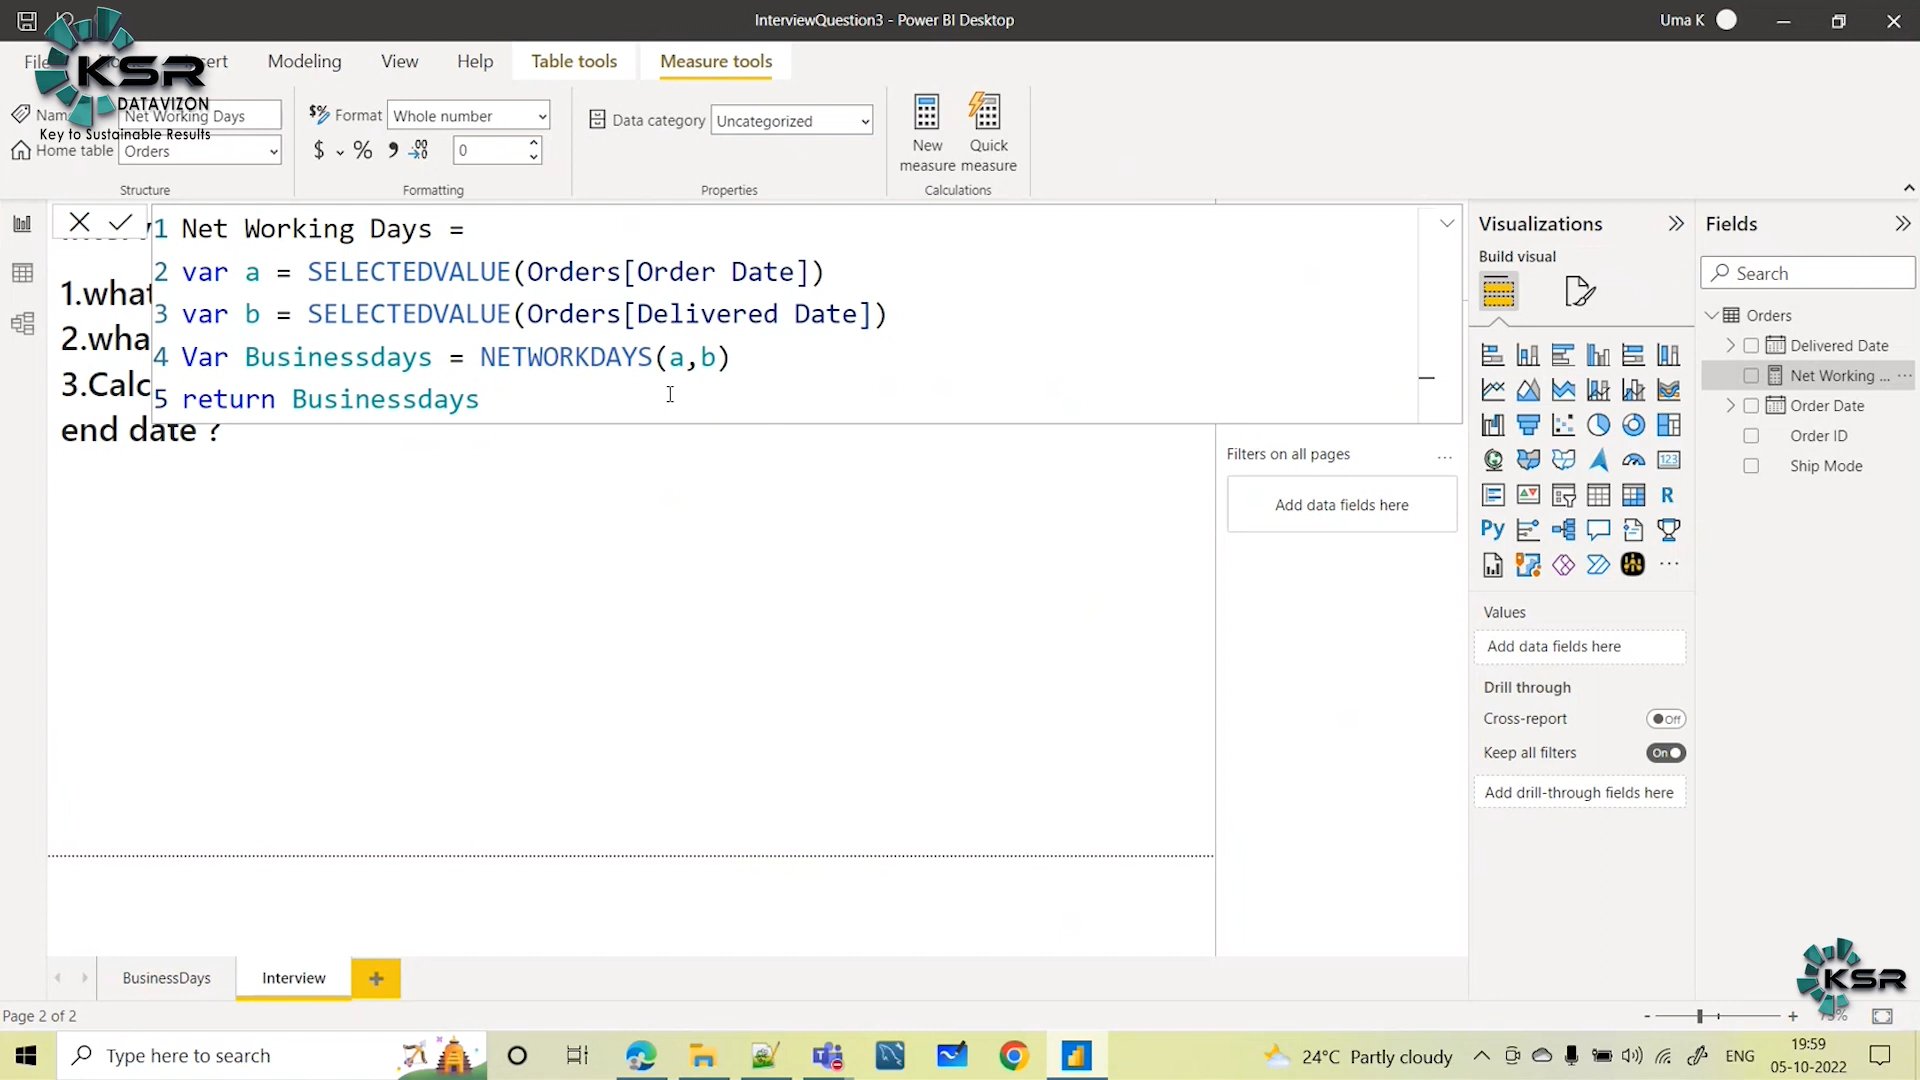 InterviewQuestion3 - Power BI Desktop
Uma K
File
Insert
Modeling
View
Help
Table tools
Measure tools
KSR
DATAVIZON
Key to Sustainable Results
Net Working Days
Home table
Orders
Structure
$% Format
Whole number
$ % 9 .00
0
Formatting
Data category
Uncategorized
Properties
New measure
Quick measure
Calculations
1 Net Working Days =
2 var a = SELECTEDVALUE(Orders[Order Date])
3 var b = SELECTEDVALUE(Orders[Delivered Date])
4 Var Businessdays = NETWORKDAYS(a,b)
5 return Businessdays
1.what
2.wha
3.Calc
end date ?
Filters on all pages
...
Add data fields here
Visualizations
Build visual
123
R
Py
...
Values
Add data fields here
Drill through
Cross-report
Off
Keep all filters
On
Add drill-through fields here
Fields
Search
Orders
Delivered Date
Net Working ...
Order Date
Order ID
Ship Mode
BusinessDays
Interview
+
Page 2 of 2
- +
KSR
Type here to search
24°C Partly cloudy
ENG
19:59
05-10-2022